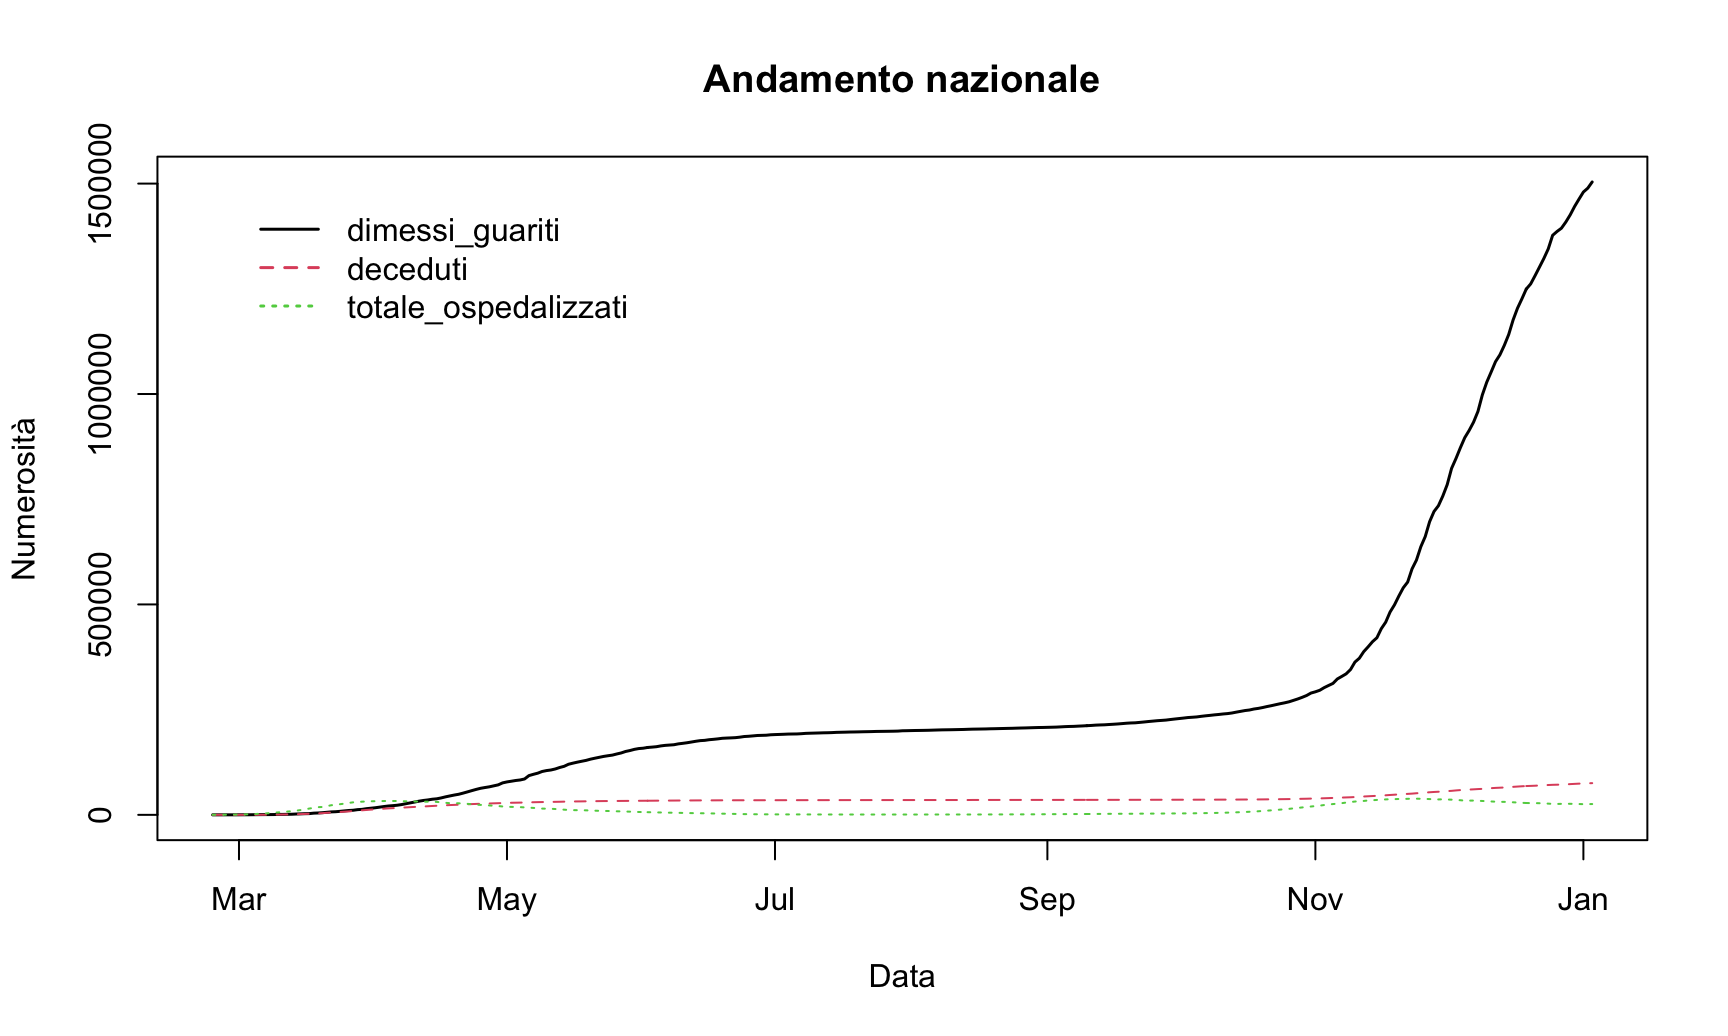 Andamento nazionale
Numerosità
1500000
1000000
500000
0
dimessi_guariti
deceduti
totale_ospedalizzati
Mar May Jul Sep Nov Jan
Data